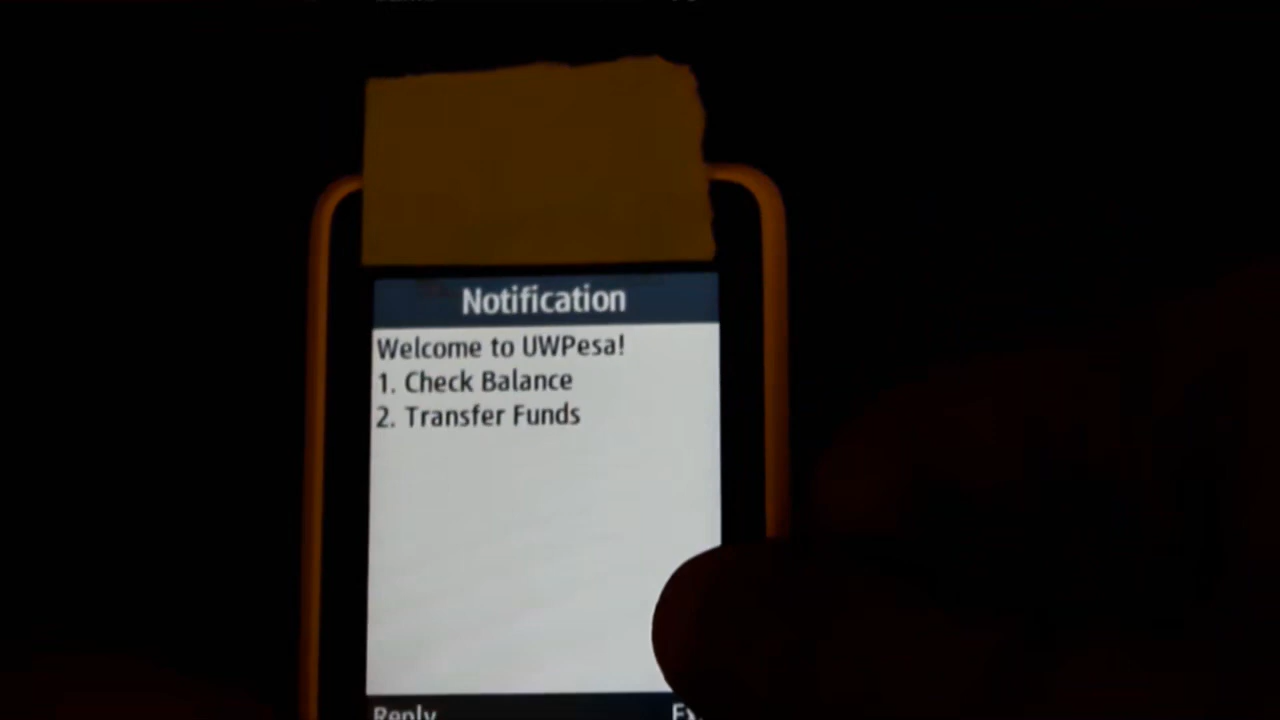 Notification
Welcome to UWPesa!
1. Check Balance
2. Transfer Funds
Reply